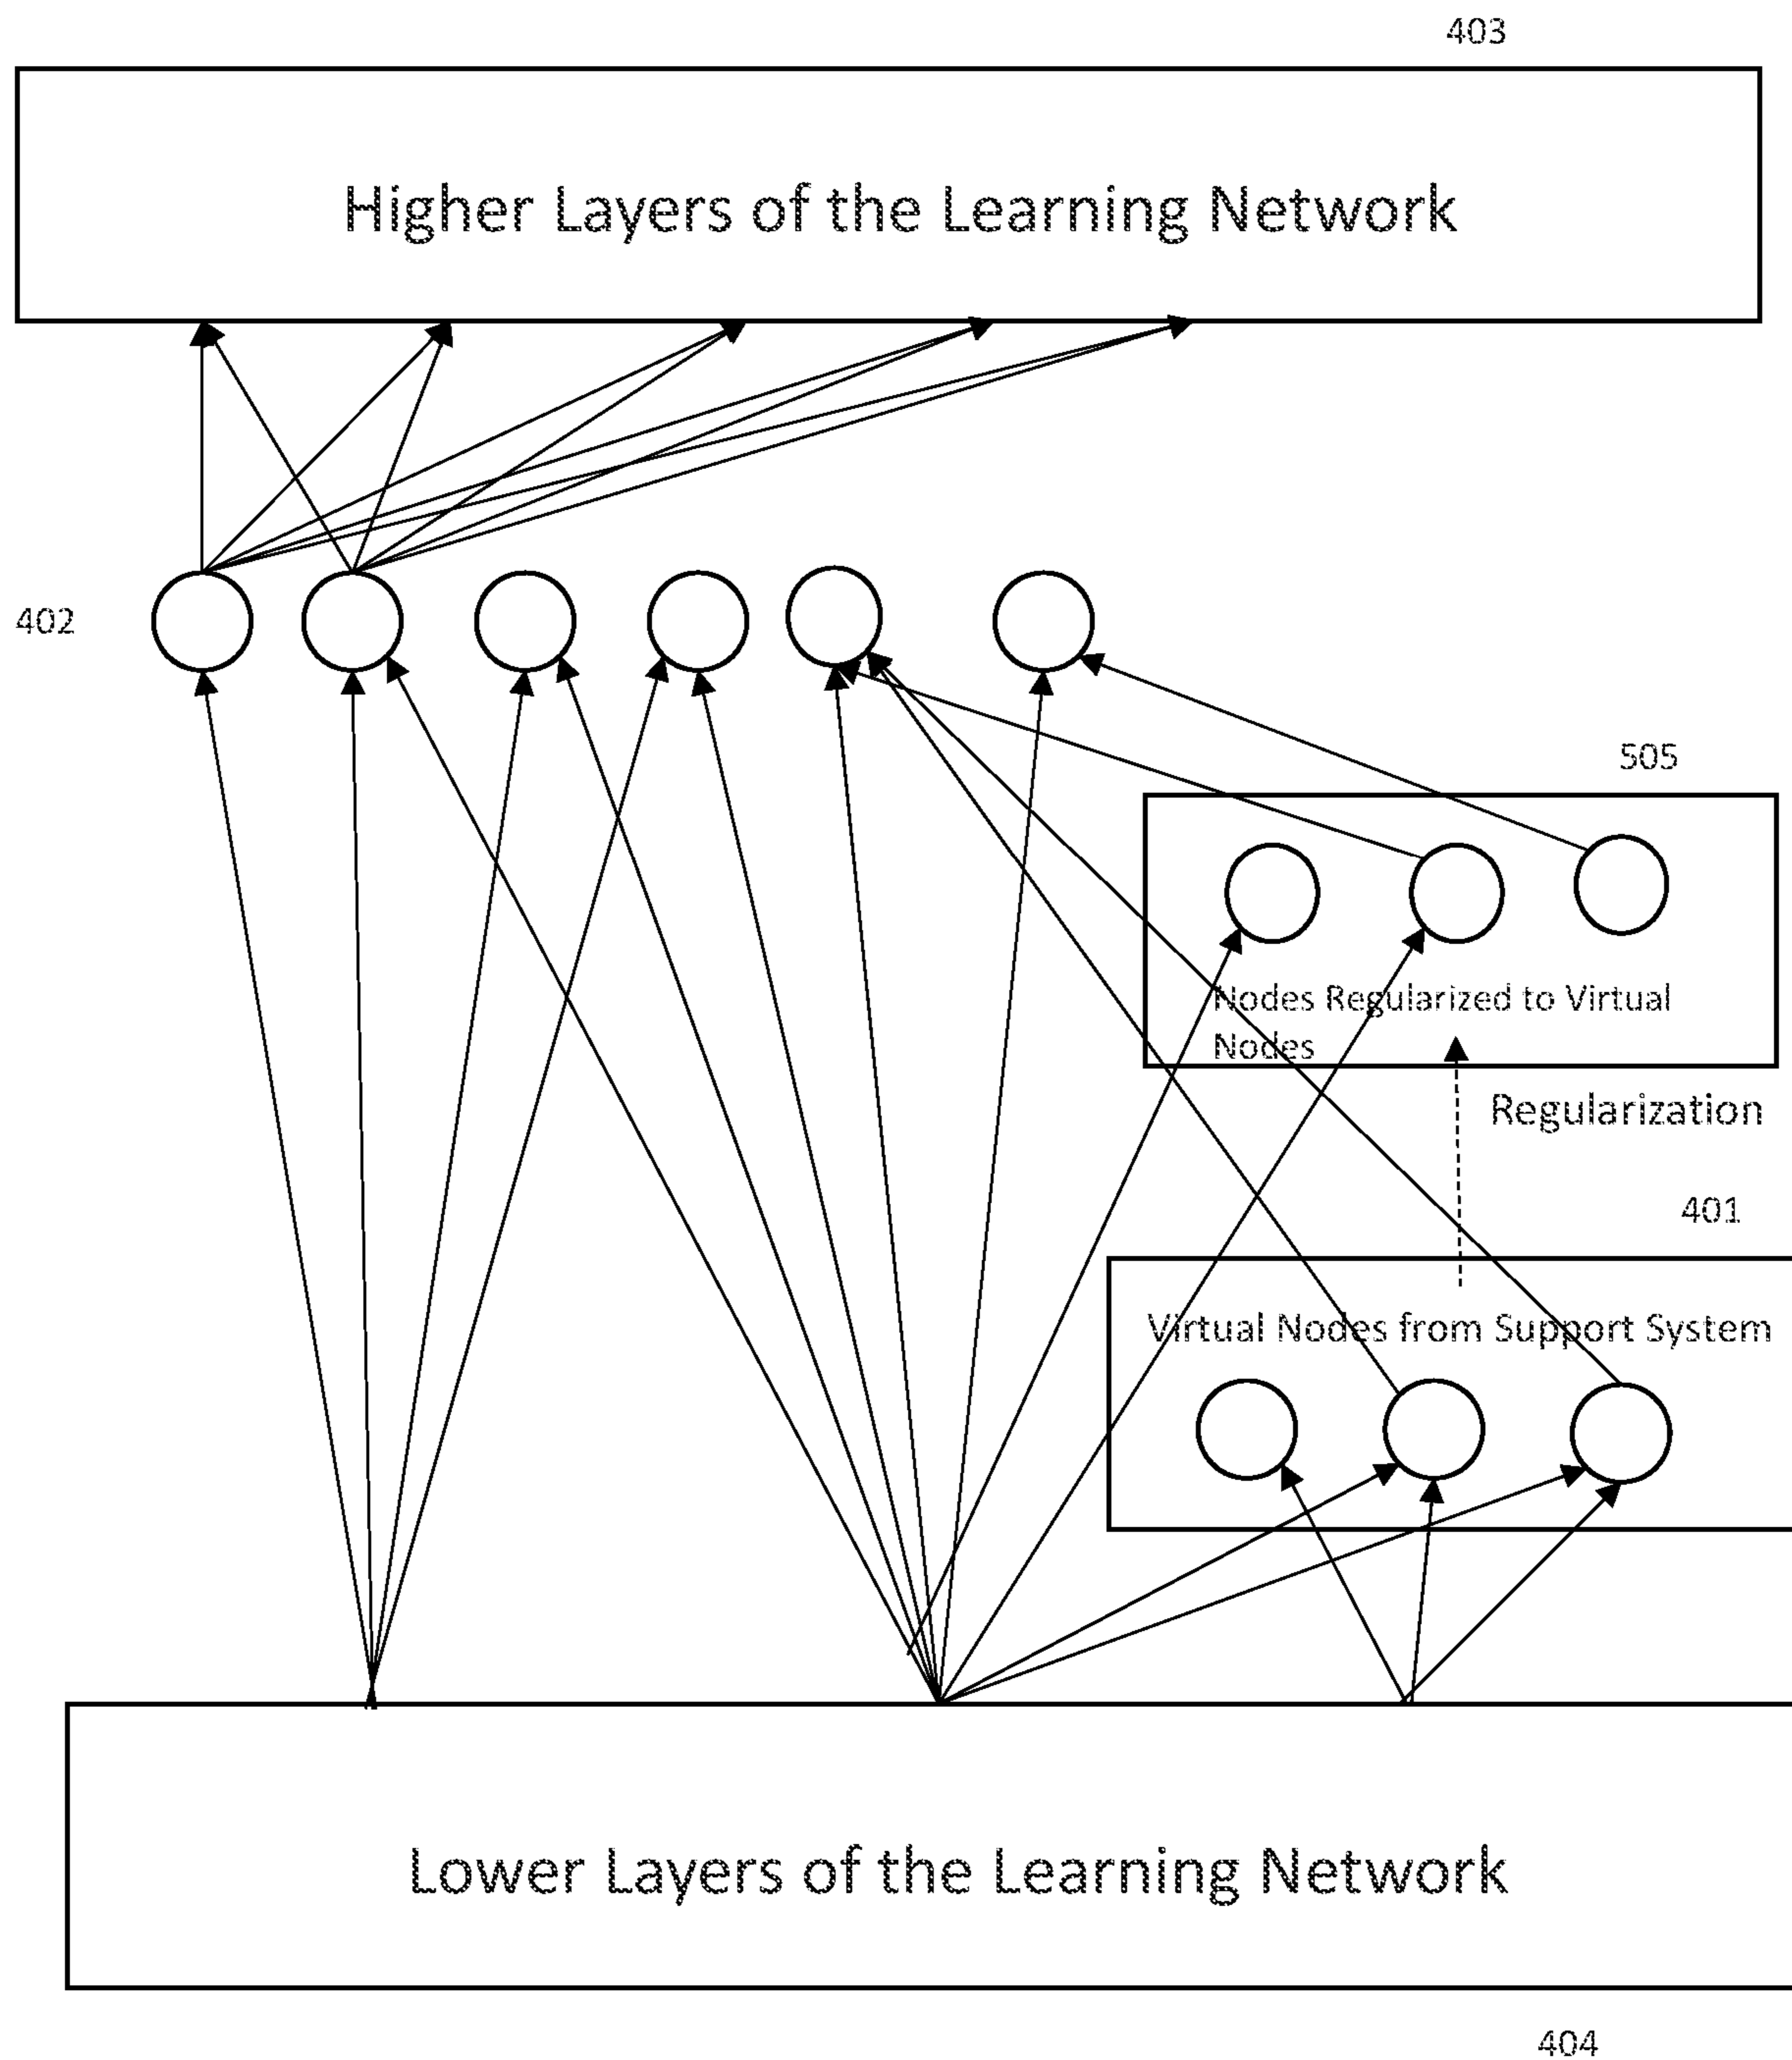 403
Higher Layers of the Learning Network
402
505
Nodes Regularized to Virtual
Nodes
Regularization
401
Virtual Nodes from Support System
Lower Layers of the Learning Network
404